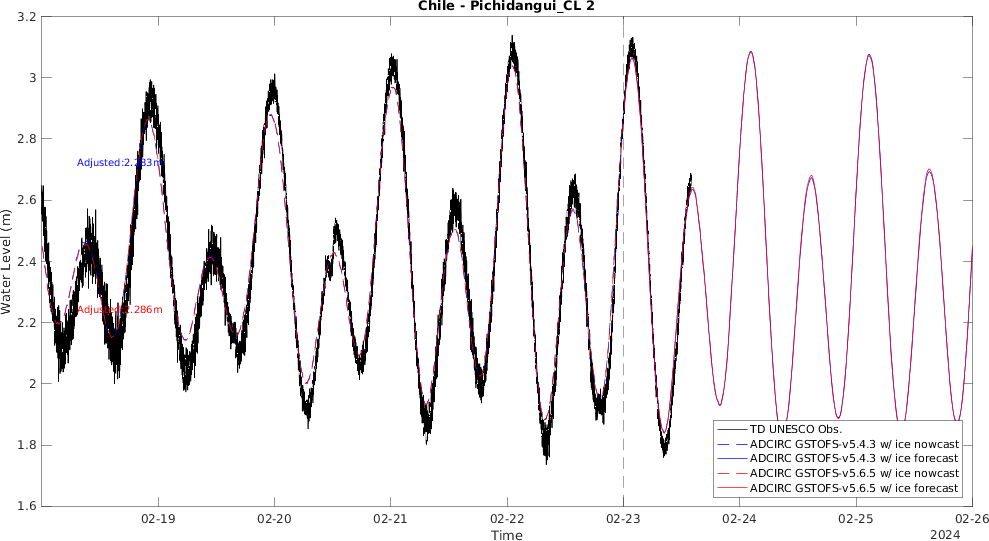 Chile - Pichidangui_CL 2
3.2
3
2.8
2.6
2.4
2.2
2
1.8
1.6
Water Level (m)
Adjusted:2.283m
Adjusted:2.286m
TD UNESCO Obs.
ADCIRC GSTOFS-v5.4.3 w/ ice nowcast
ADCIRC GSTOFS-v5.4.3 w/ ice forecast
ADCIRC GSTOFS-v5.6.5 w/ ice nowcast
ADCIRC GSTOFS-v5.6.5 w/ ice forecast
02-19
02-20
02-21
02-22
02-23
02-24
02-25
02-26
Time
2024